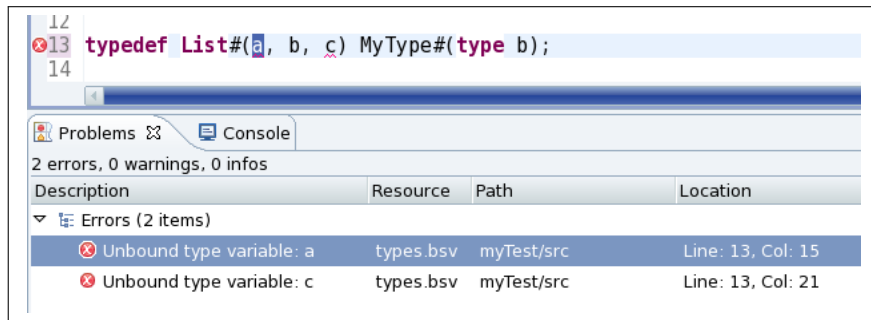 12
13 typedef List#(a, b, c) MyType#(type b);
14
Problems Console
2 errors, 0 warnings, 0 infos
Description Resource Path Location
Errors (2 items)
Unbound type variable: a types.bsv myTest/src Line: 13, Col: 15
Unbound type variable: c types.bsv myTest/src Line: 13, Col: 21